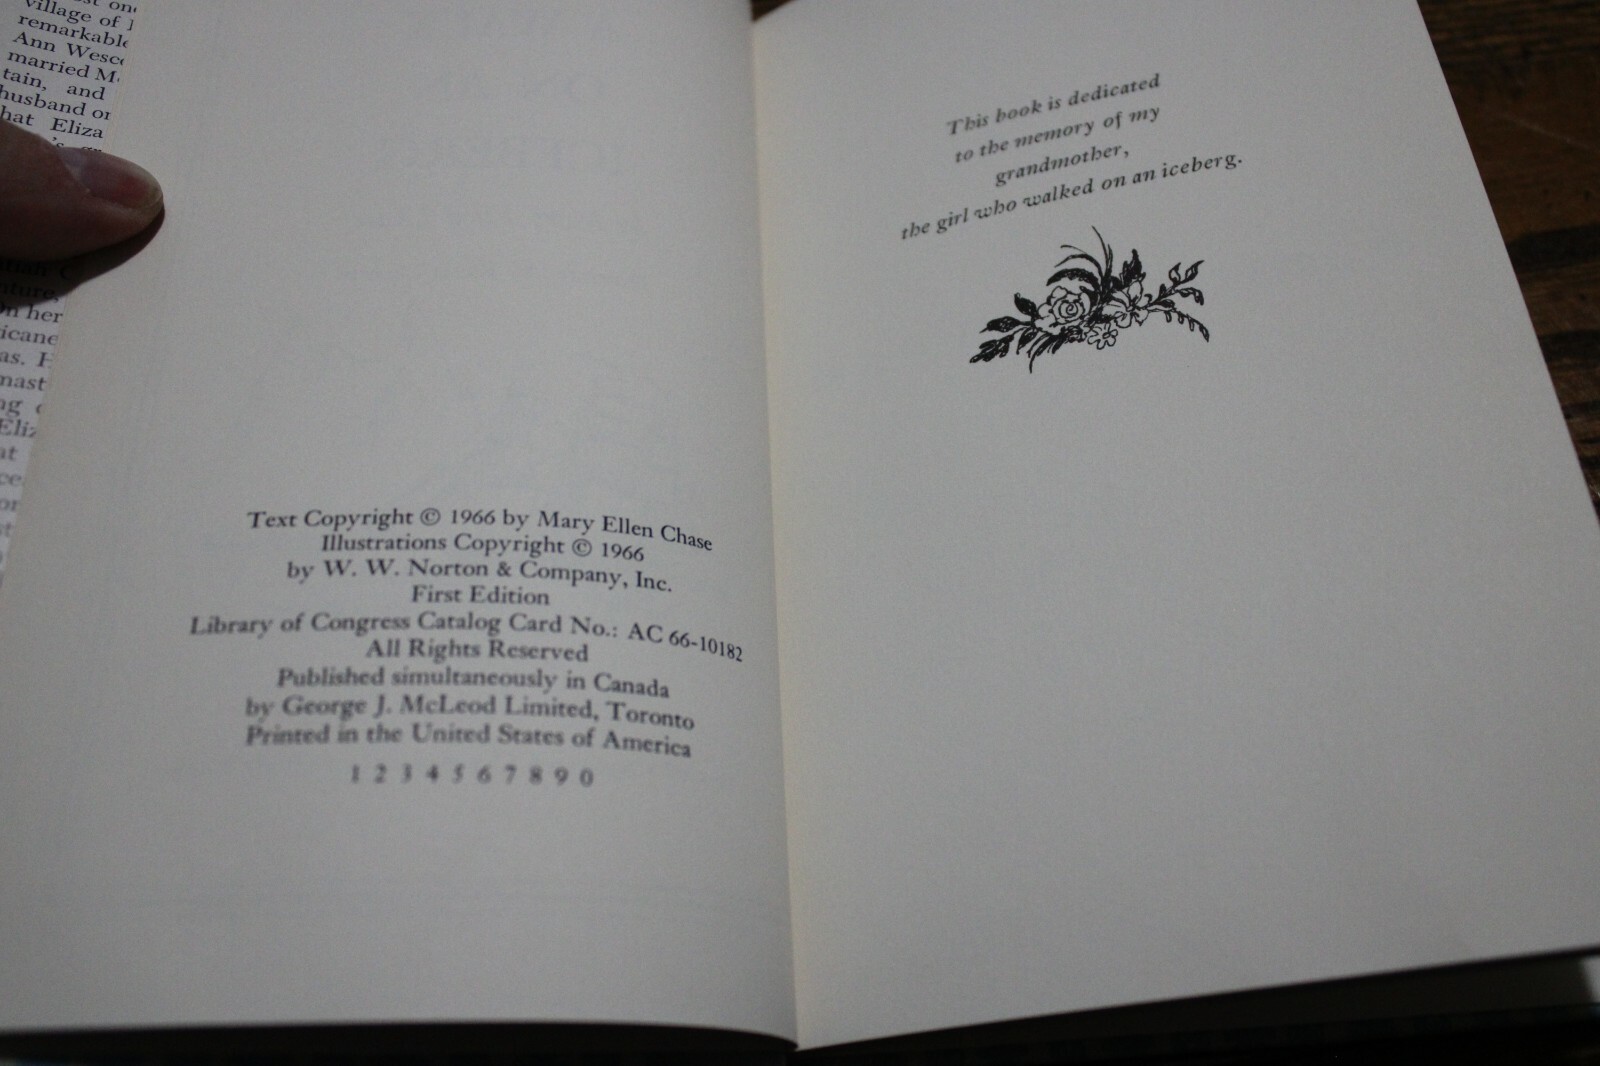 village of
remarkable
Ann
married
tain, and
husband
hat Eliza
her
Text Copyright © 1966 by Mary Ellen Chase
Illustrations Copyright © 1966
by W. W. Norton & Company, Inc.
First Edition
Library of Congress Catalog Card No.: AC 66-10182
All Rights Reserved
Published simultaneously in Canada
by George J. McLeod Limited, Toronto
Printed in the United States of America
1 2 3 4 5 6 7 8 9 0
This book is dedicated
to the memory of my
grandmother,
the girl who walked on an iceberg.